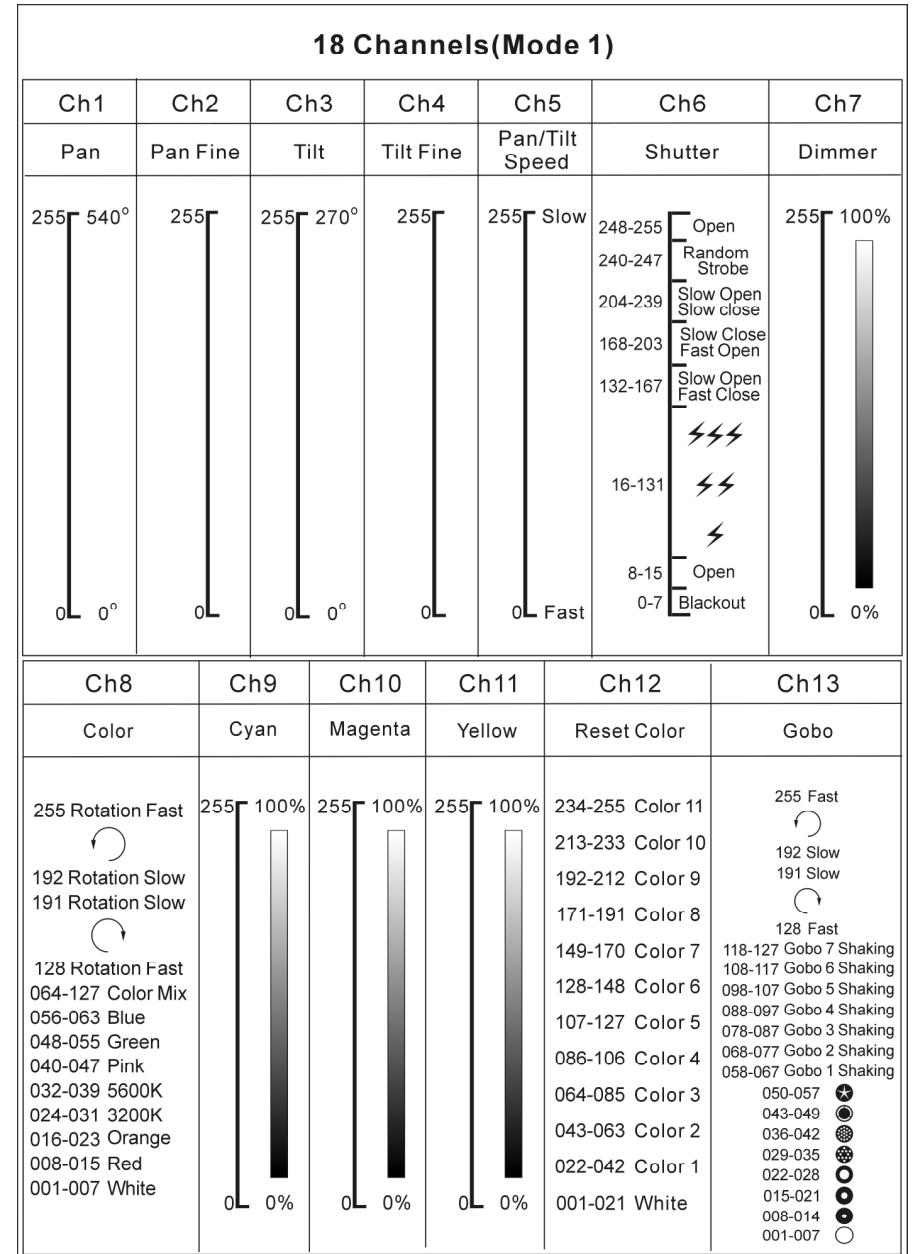 18 Channels(Mode 1)
Ch1 Ch2 Ch3 Ch4 Ch5 Ch6 Ch7
Pan Pan Fine Tilt Tilt Fine Pan/Tilt Speed Shutter Dimmer
255 540°
0 0°
255
0
255 270°
0 0°
255
0
255 Slow
0 Fast
248-255 Open
240-247 Random Strobe
204-239 Slow Open Slow close
168-203 Slow Close Fast Open
132-167 Slow Open Fast Close
16-131
8-15 Open
0-7 Blackout
255 100%
0 0%
Ch8 Ch9 Ch10 Ch11 Ch12 Ch13
Color Cyan Magenta Yellow Reset Color Gobo
255 Rotation Fast
192 Rotation Slow
191 Rotation Slow
128 Rotation Fast
064-127 Color Mix
056-063 Blue
048-055 Green
040-047 Pink
032-039 5600K
024-031 3200K
016-023 Orange
008-015 Red
001-007 White
255 100%
0 0%
255 100%
0 0%
255 100%
0 0%
234-255 Color 11
213-233 Color 10
192-212 Color 9
171-191 Color 8
149-170 Color 7
128-148 Color 6
107-127 Color 5
086-106 Color 4
064-085 Color 3
043-063 Color 2
022-042 Color 1
001-021 White
255 Fast
192 Slow
191 Slow
128 Fast
118-127 Gobo 7 Shaking
108-117 Gobo 6 Shaking
098-107 Gobo 5 Shaking
088-097 Gobo 4 Shaking
078-087 Gobo 3 Shaking
068-077 Gobo 2 Shaking
058-067 Gobo 1 Shaking
050-057
043-049
036-042
029-035
022-028
015-021
008-014
001-007